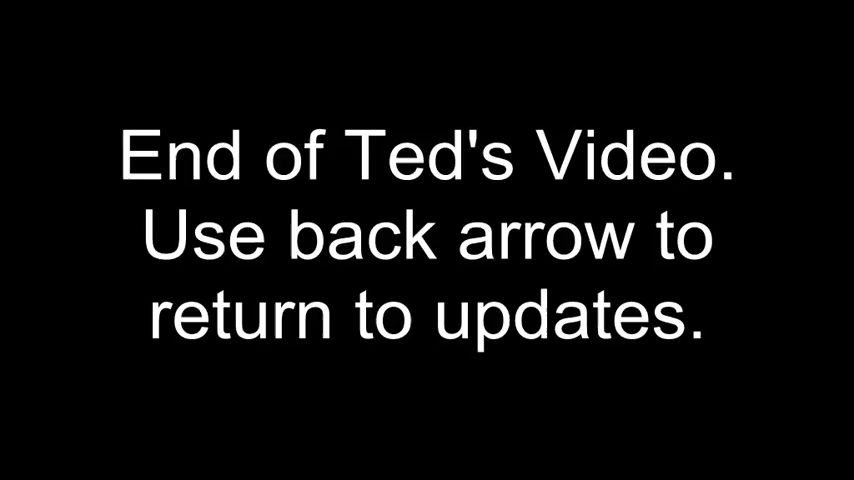 End of Ted's Video.
Use back arrow to
return to updates.